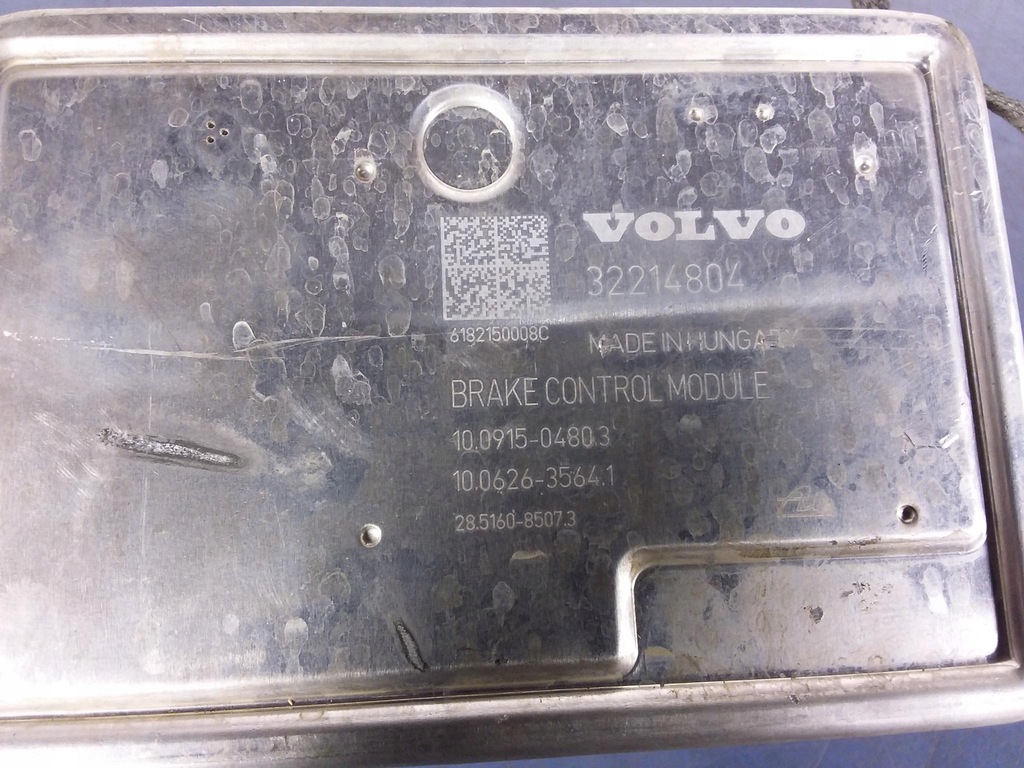 VOLVO
32214804
6182150008C
MADE IN HUNGARY
BRAKE CONTROL MODULE
10.0915-0480.3
10.0626-3564.1
28.5160-8507.3